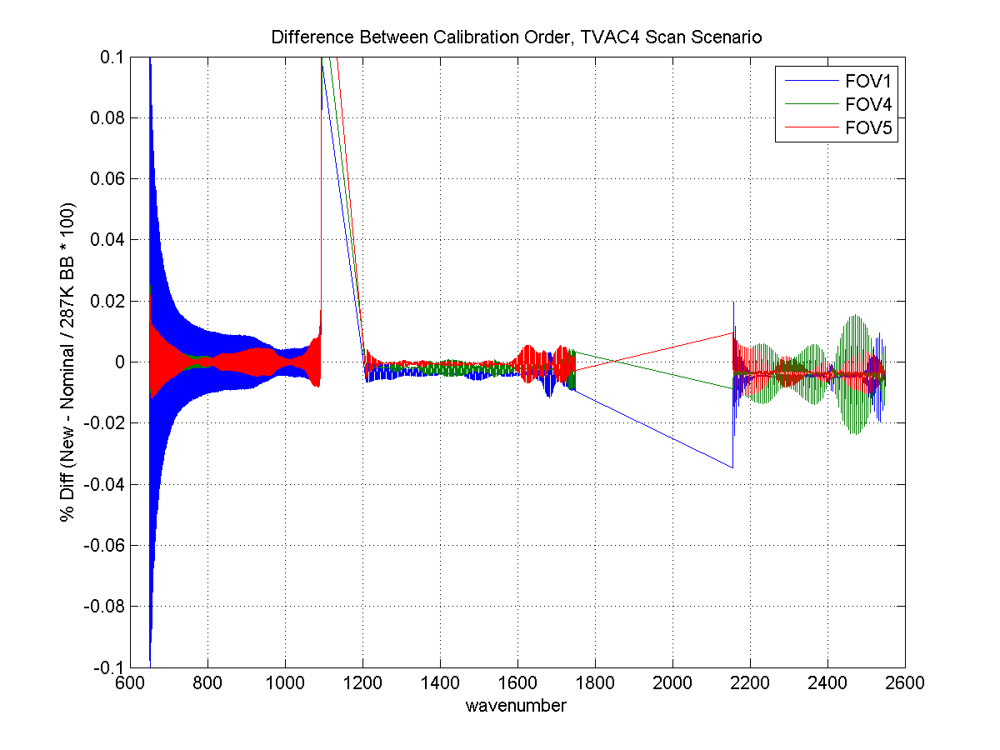 Difference Between Calibration Order, TVAC4 Scan Scenario
% Diff (New - Nominal / 287K BB * 100)
0.1
0.08
0.06
0.04
0.02
0
-0.02
-0.04
-0.06
-0.08
-0.1
FOV1
FOV4
FOV5
600 800 1000 1200 1400 1600 1800 2000 2200 2400 2600
wavenumber